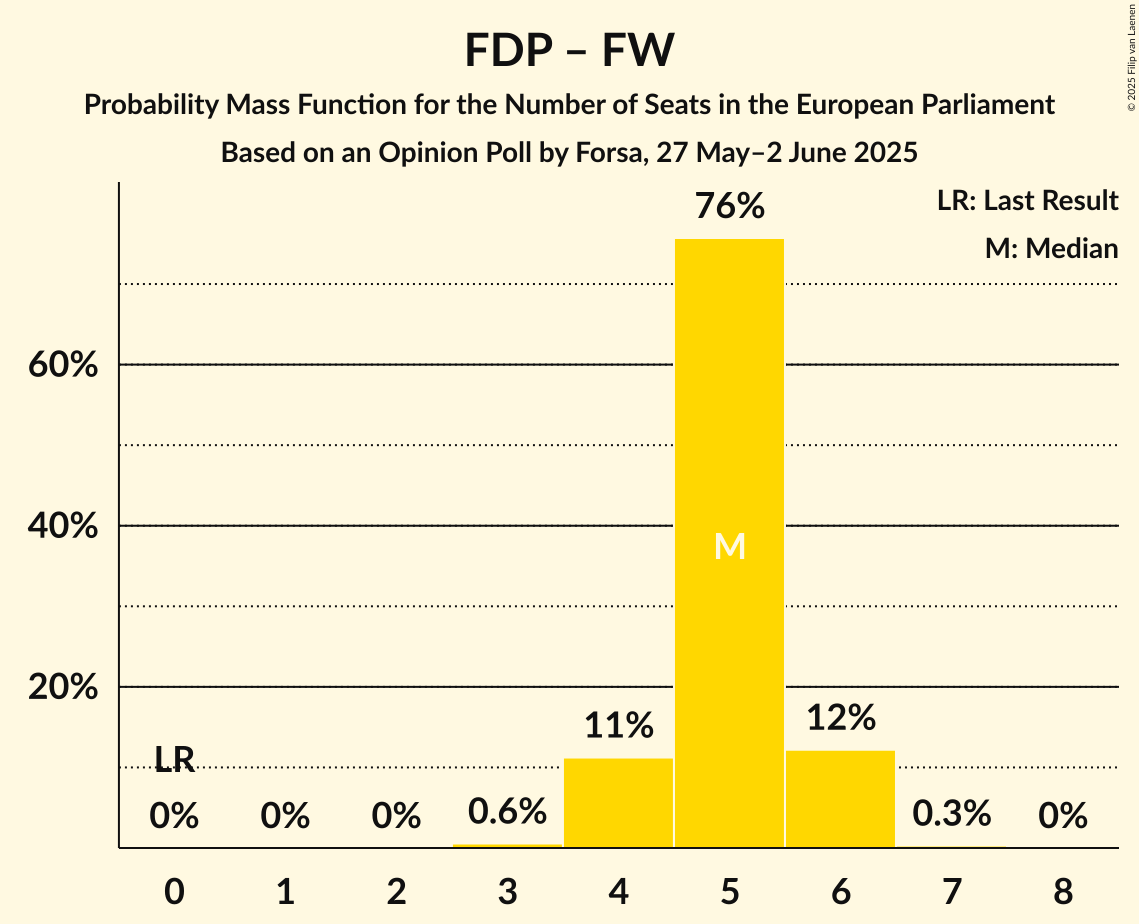 FDP – FW
Probability Mass Function for the Number of Seats in the European Parliament
Based on an Opinion Poll by Forsa, 27 May–2 June 2025
© 2025 Filip van Laenen
LR: Last Result
M: Median
76%
60%
40%
M
20%
12%
11%
LR
0%
0%
0%
0.6%
0.3%
0%
0 1 2 3 4 5 6 7 8